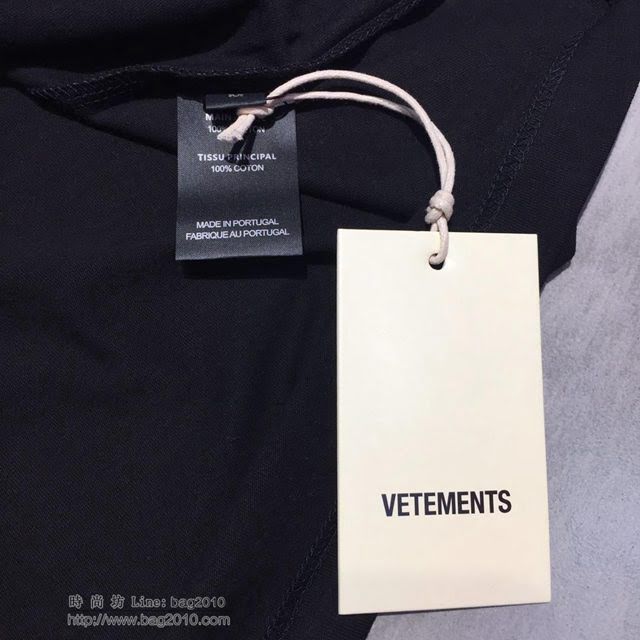 100%
TISSU PRINCIPAL
100% COTON
MADE IN PORTUGAL
FABRIQUE AU PORTUGAL
VETEMENTS
時尚坊 Line: bag2010
http://www.bag2010.com